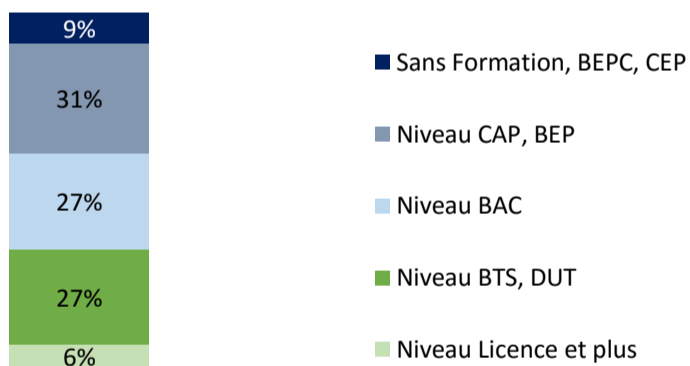 9%
31%
27%
27%
6%
Sans Formation, BEPC, CEP
Niveau CAP, BEP
Niveau BAC
Niveau BTS, DUT
Niveau Licence et plus